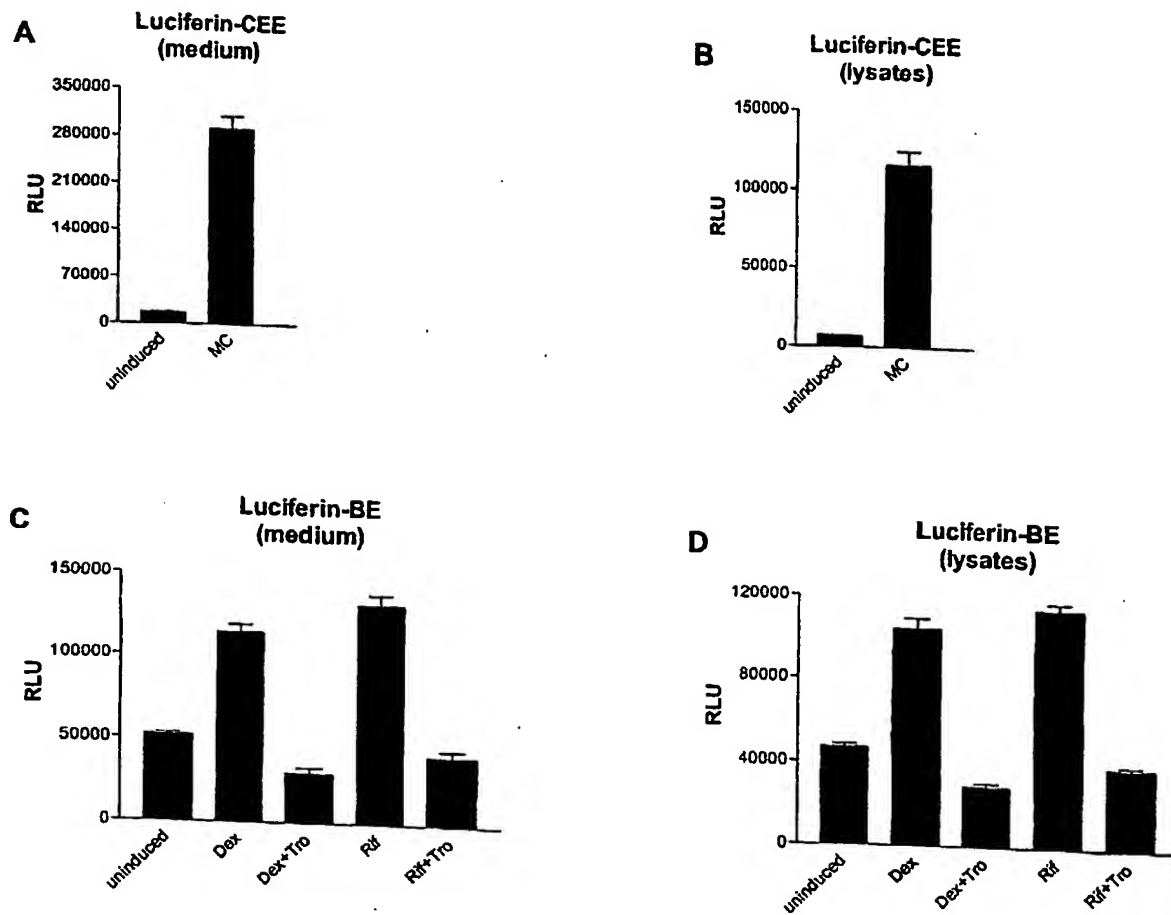 A
Luciferin-CEE
(medium)
350000
280000
210000
140000
70000
0
RLU
uninduced
MC
B
Luciferin-CEE
(lysates)
150000
100000
50000
0
RLU
uninduced
MC
C
Luciferin-BE
(medium)
150000
100000
50000
0
RLU
uninduced
Dex
Dex+Tro
Rif
Rif+Tro
D
Luciferin-BE
(lysates)
120000
80000
40000
0
RLU
uninduced
Dex
Dex+Tro
Rif
Rif+Tro